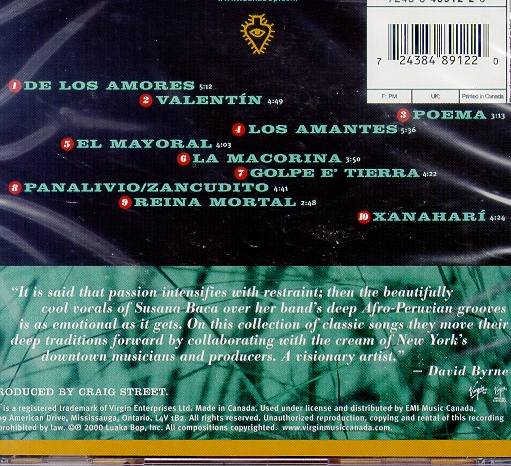 7 24384 89122 0
F: PM UK: Printed in Canada
1 DE LOS AMORES 5:12
2 VALENTÍN 4:49
3 POEMA 3:13
4 LOS AMANTES 5:36
5 EL MAYORAL 4:03
6 LA MACORINA 3:50
7 GOLPE E' TIERRA 4:22
8 PANALIVIO/ZANCUDITO 4:41
9 REINA MORTAL 2:48
10 XANAHARÍ 4:24
"It is said that passion intensifies with restraint; then the beautifully
cool vocals of Susana Baca over her band's deep Afro-Peruvian grooves
is as emotional as it gets. On this collection of classic songs they move their
deep traditions forward by collaborating with the cream of New York's
downtown musicians and producers. A visionary artist."
— David Byrne
RODUCED BY CRAIG STREET.
Virgin
is a registered trademark of Virgin Enterprises Ltd. Made in Canada. Used under license and distributed by EMI Music Canada,
9 American Drive, Mississauga, Ontario, L4V 1B2. All rights reserved. Unauthorized reproduction, copying and rental of this recording
prohibited by law. ©℗ 2000 Luaka Bop, Inc. All compositions copyrighted. www.virginmusiccanada.com.